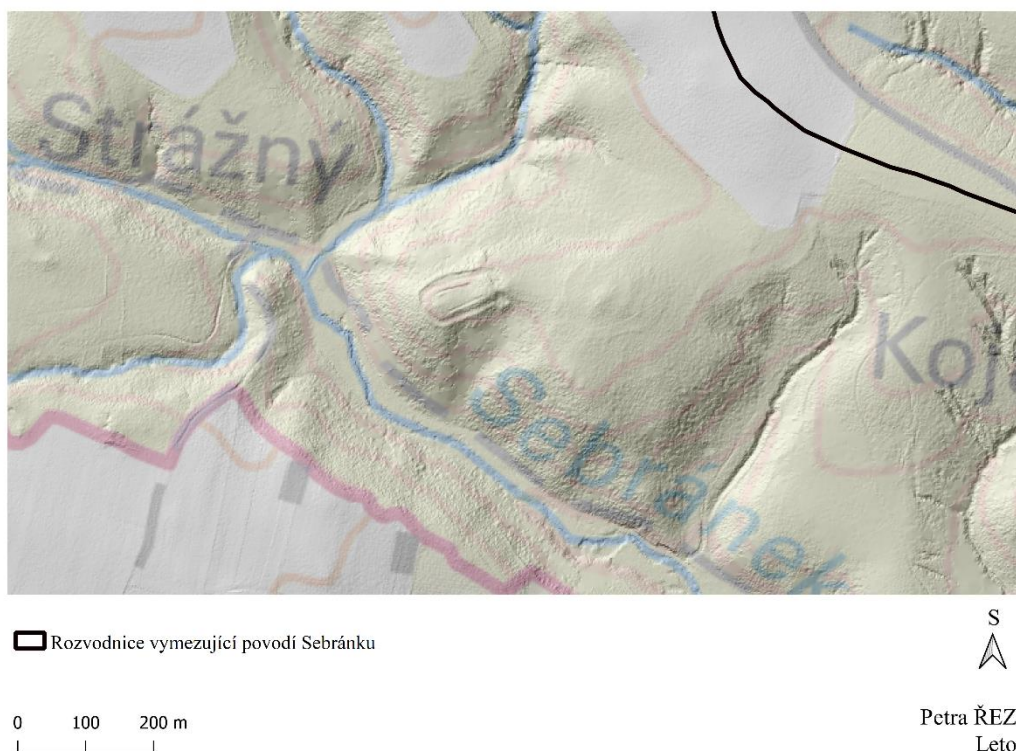 Strážný
Koj
Sebránek
Rozvodnice vymezující povodí Sebránku
S
0 100 200 m
Petra ŘEZ
Leto